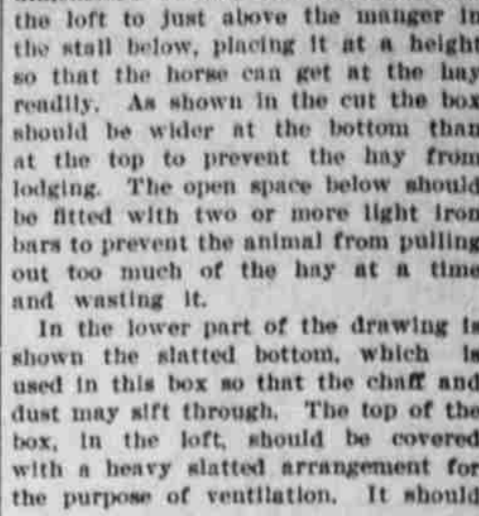 the loft to just above the manger in
the stall below, placing it at a height
so that the horse can get at the hay
readily. As shown in the cut the box
should be wider at the bottom than
at the top to prevent the hay from
lodging. The open space below should
be fitted with two or more light iron
bars to prevent the animal from pulling
out too much of the hay at a time
and wasting it.
In the lower part of the drawing is
shown the slatted bottom, which is
used in this box so that the chaff and
dust may sift through. The top of the
box, in the loft, should be covered
with a heavy slatted arrangement for
the purpose of ventilation. It should